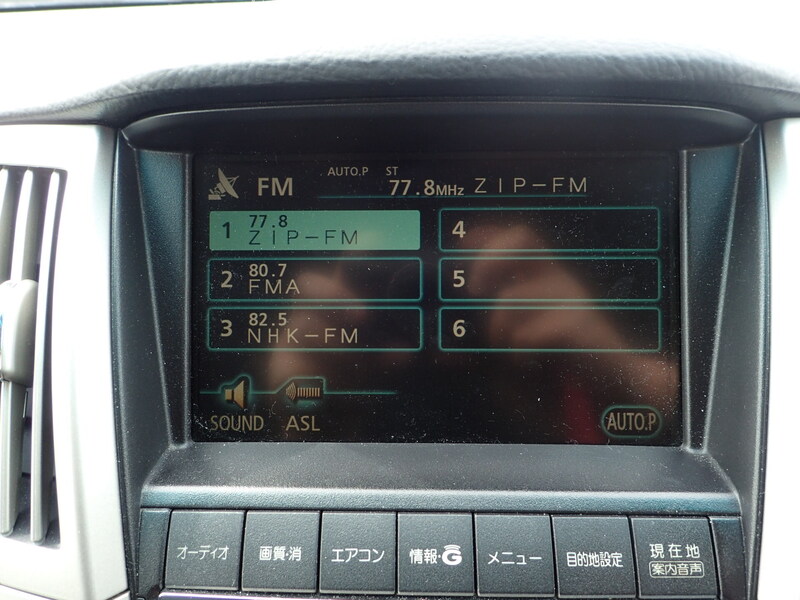 FM AUTO.P ST 77.8MHz ZIP-FM
1 77.8 ZIP-FM
2 80.7 FMA
3 82.5 NHK-FM
4
5
6
SOUND ASL AUTO.P
オーディオ 画質・消 エアコン 情報・G メニュー 目的地設定 現在地 案内音声